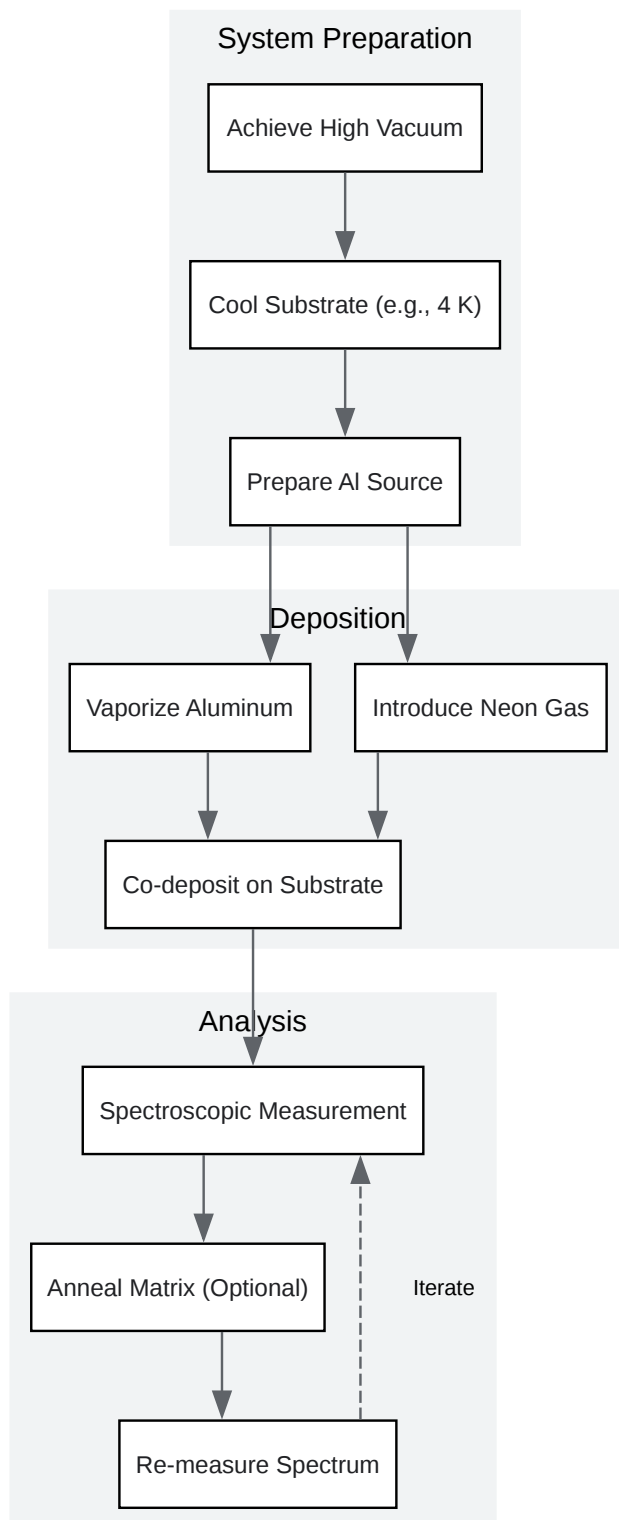 System Preparation
Achieve High Vacuum
Cool Substrate (e.g., 4 K)
Prepare Al Source
Deposition
Vaporize Aluminum
Introduce Neon Gas
Co-deposit on Substrate
Analysis
Spectroscopic Measurement
Anneal Matrix (Optional)
Iterate
Re-measure Spectrum